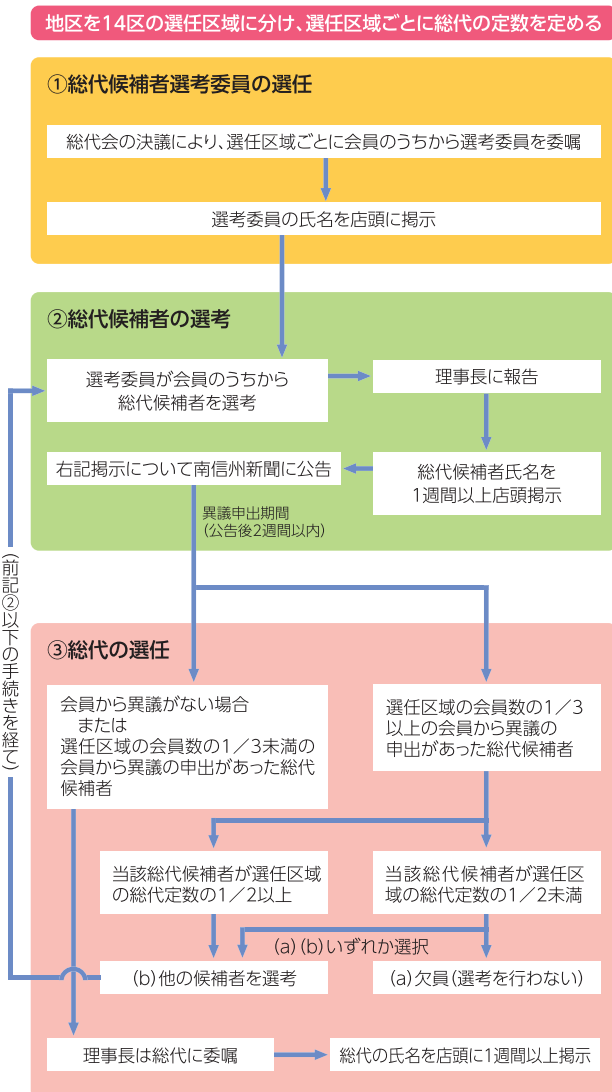 地区を14区の選任区域に分け、選任区域ごとに総代の定数を定める
①総代候補者選考委員の選任
総代会の決議により、選任区域ごとに会員のうちから選考委員を委嘱
選考委員の氏名を店頭に掲示
②総代候補者の選考
選考委員が会員のうちから
総代候補者を選考
理事長に報告
総代候補者氏名を
1週間以上店頭掲示
右記掲示について南信州新聞に公告
異議申出期間
（公告後2週間以内）
（前記②以下の手続きを経て）
③総代の選任
会員から異議がない場合
または
選任区域の会員数の1／3未満の
会員から異議の申出があった総代
候補者
選任区域の会員数の1／3
以上の会員から異議の
申出があった総代候補者
当該総代候補者が選任区域
の総代定数の1／2以上
当該総代候補者が選任区
域の総代定数の1／2未満
（a）（b）いずれか選択
（b）他の候補者を選考
（a）欠員（選考を行わない）
理事長は総代に委嘱
総代の氏名を店頭に1週間以上掲示